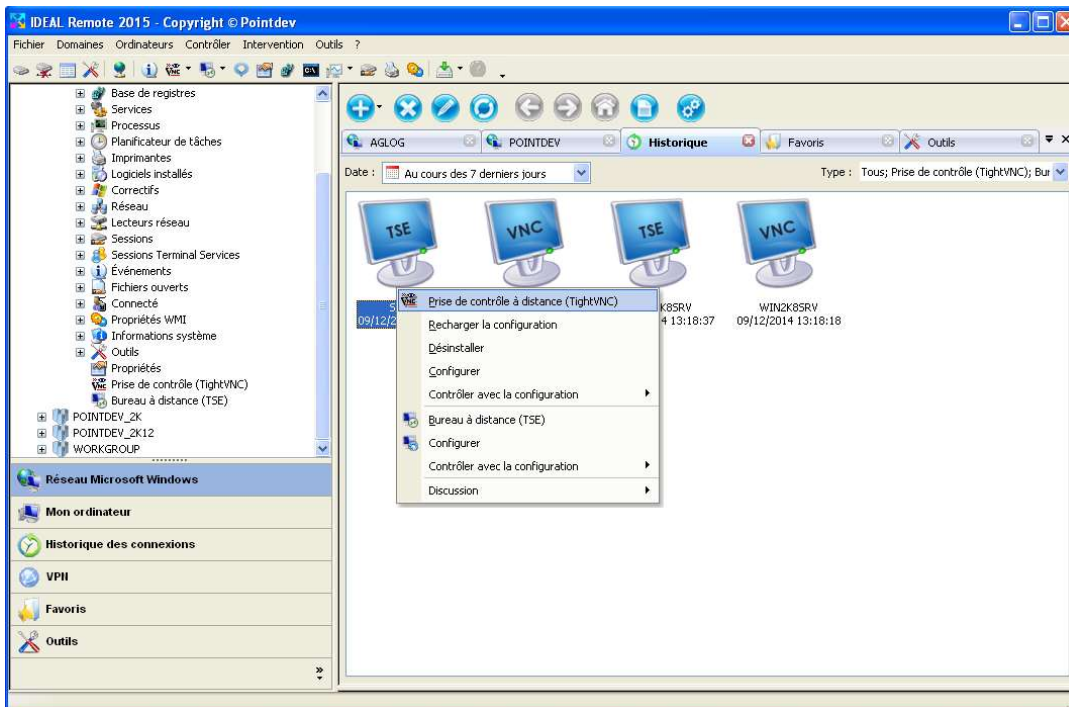 IDEAL Remote 2015 - Copyright © Pointdev
Fichier Domaines Ordinateurs Contrôler Intervention Outils ?
Base de registres
Services
Processus
Planificateur de tâches
Imprimantes
Logiciels installés
Correctifs
Réseau
Lecteurs réseau
Sessions
Sessions Terminal Services
Événements
Fichiers ouverts
Connecté
Propriétés WMI
Informations système
Outils
Propriétés
Prise de contrôle (TightVNC)
Bureau à distance (TSE)
POINTDEV_2K
POINTDEV_2K12
WORKGROUP
Réseau Microsoft Windows
Mon ordinateur
Historique des connexions
VPN
Favoris
Outils
AGLOG POINTDEV Historique Favoris Outils
Date : Au cours des 7 derniers jours Type : Tous; Prise de contrôle (TightVNC); Bur
TSE VNC TSE VNC
S K8SRV WIN2K8SRV
09/12/2 4 13:18:37 09/12/2014 13:18:18
Prise de contrôle à distance (TightVNC)
Recharger la configuration
Désinstaller
Configurer
Contrôler avec la configuration
Bureau à distance (TSE)
Configurer
Contrôler avec la configuration
Discussion